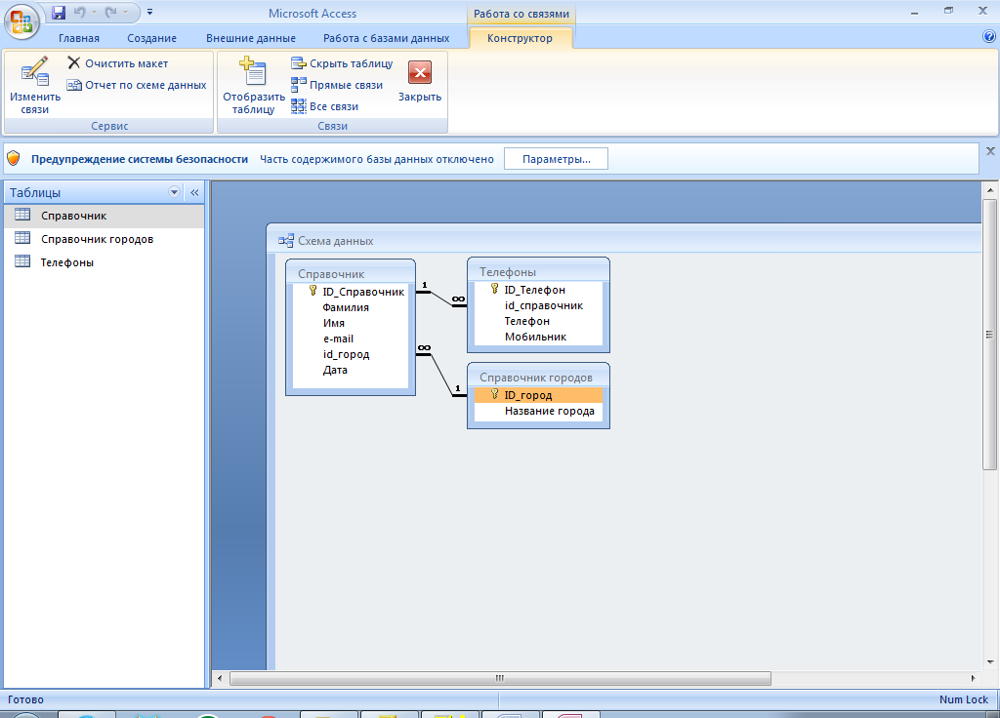 Microsoft Access
Работа со связями
Главная
Создание
Внешние данные
Работа с базами данных
Конструктор
Изменить
связи
Очистить макет
Отчет по схеме данных
Сервис
Отобразить
таблицу
Скрыть таблицу
Прямые связи
Все связи
Закрыть
Связи
Предупреждение системы безопасности
Часть содержимого базы данных отключено
Параметры...
Таблицы
Справочник
Справочник городов
Телефоны
Схема данных
Справочник
ID_Справочник
Фамилия
Имя
e-mail
id_город
Дата
1
∞
Телефоны
ID_Телефон
id_справочник
Телефон
Мобильник
∞
1
Справочник городов
ID_город
Название города
Готово
Num Lock